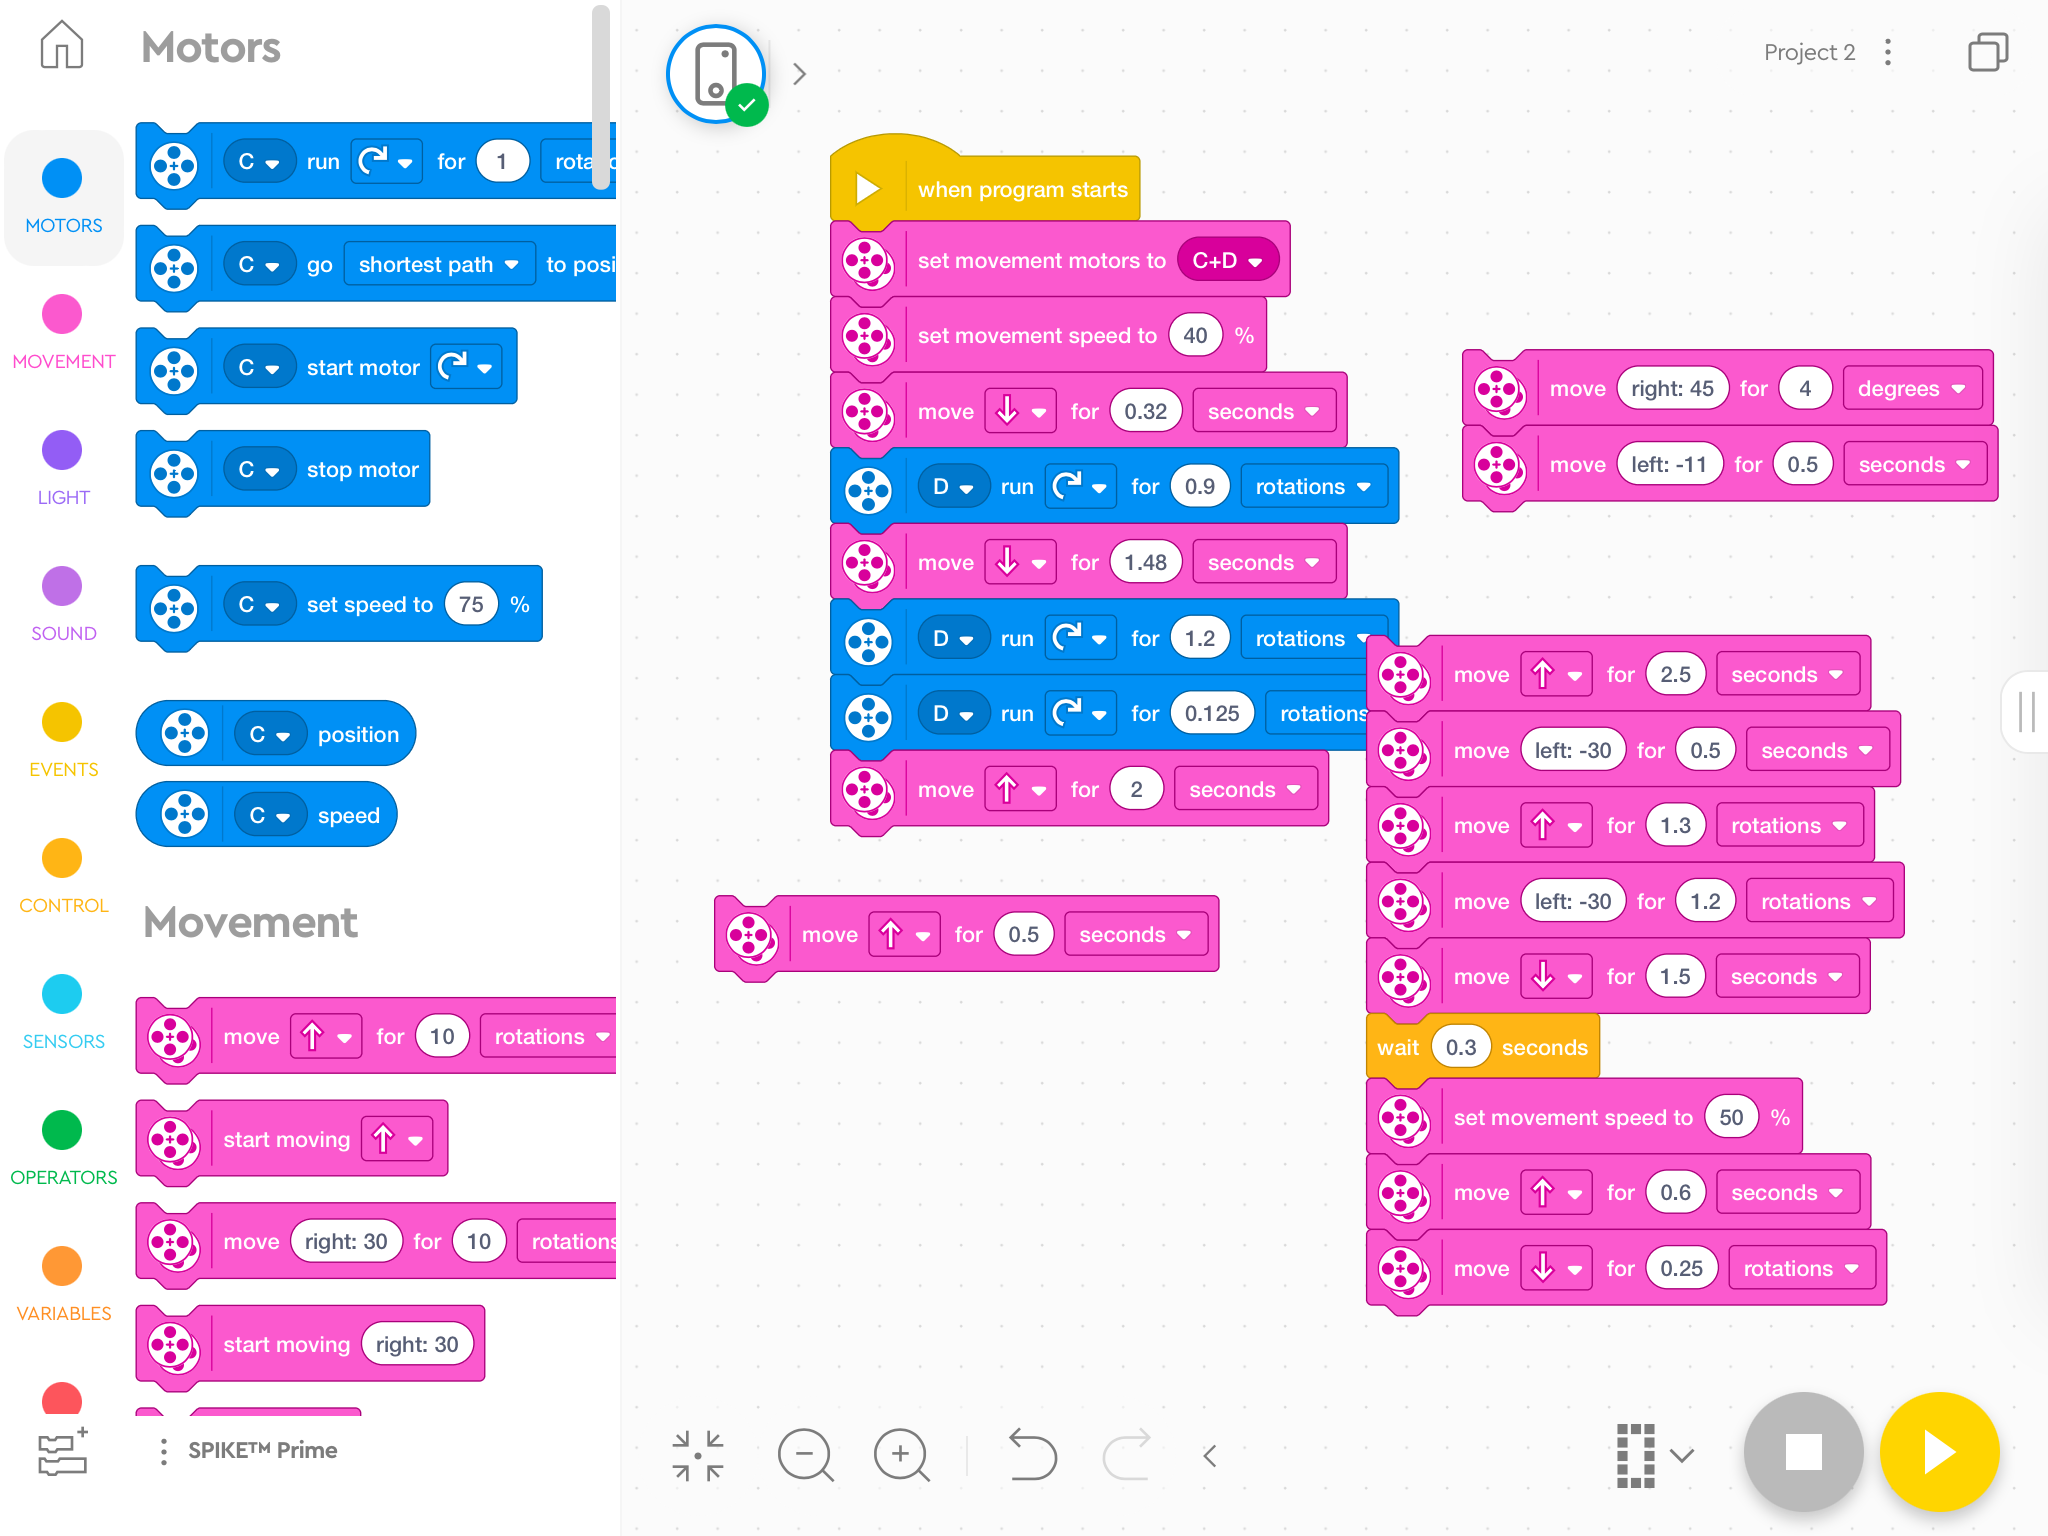 Motors
Project 2
MOTORS
MOVEMENT
LIGHT
SOUND
EVENTS
CONTROL
SENSORS
OPERATORS
VARIABLES
C run for 1
C go shortest path to
C start motor
C stop motor
C set speed to 75 %
C position
C speed
Movement
move for 10 rotations
start moving
move right: 30 for 10 rotations
start moving right: 30
SPIKE™ Prime
when program starts
set movement motors to C+D
set movement speed to 40 %
move for 0.32 seconds
D run for 0.9 rotations
move for 1.48 seconds
D run for 1.2 rotations
D run for 0.125 rotations
move for 2 seconds
move for 0.5 seconds
move right: 45 for 4 degrees
move left: -11 for 0.5 seconds
move for 2.5 seconds
move left: -30 for 0.5 seconds
move for 1.3 rotations
move left: -30 for 1.2 rotations
move for 1.5 seconds
wait 0.3 seconds
set movement speed to 50 %
move for 0.6 seconds
move for 0.25 rotations